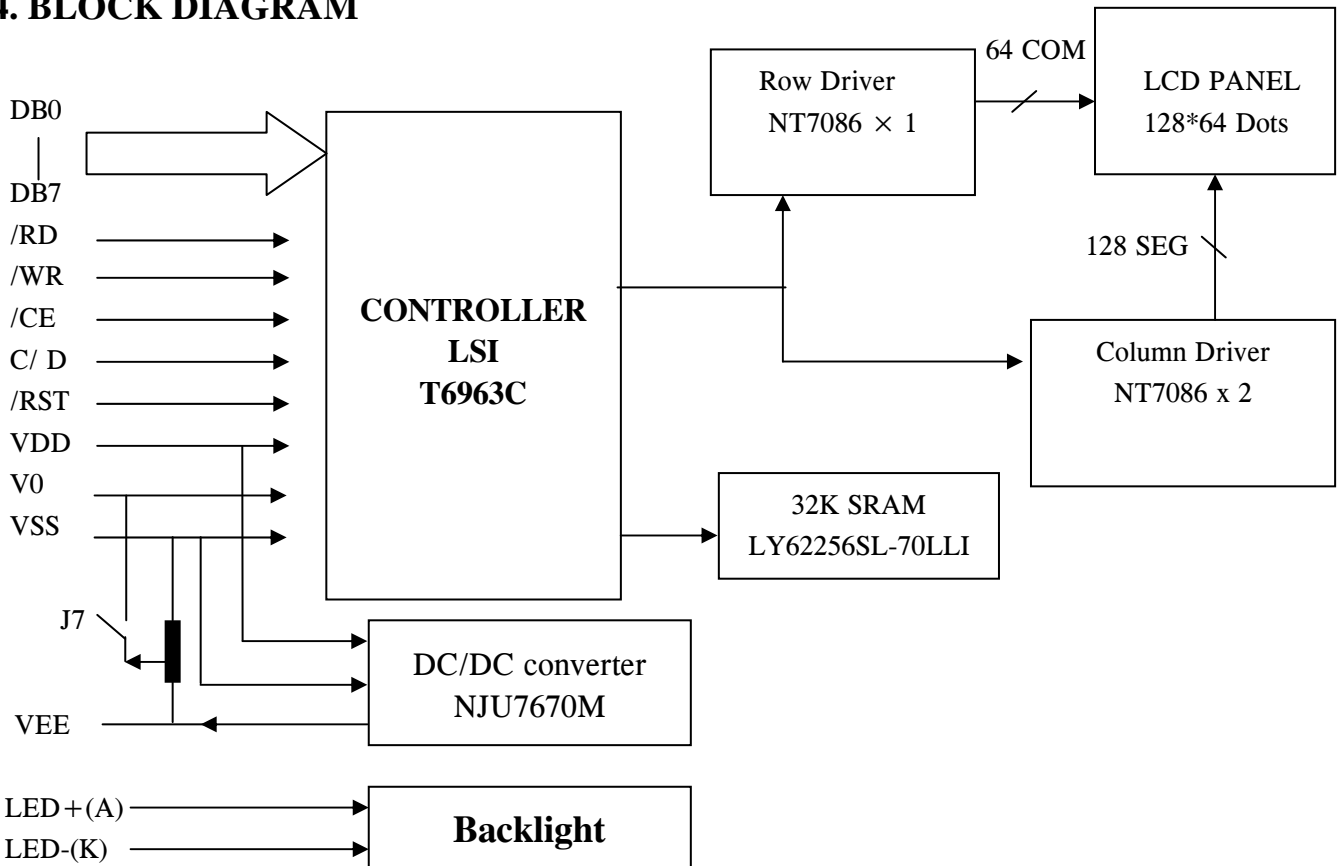 4. BLOCK DIAGRAM
DB0
DB7
/RD
/WR
/CE
C/ D
/RST
VDD
V0
VSS
J7
VEE
LED+(A)
LED-(K)
CONTROLLER
LSI
T6963C
Row Driver
NT7086 × 1
64 COM
LCD PANEL
128*64 Dots
128 SEG
Column Driver
NT7086 x 2
32K SRAM
LY62256SL-70LLI
DC/DC converter
NJU7670M
Backlight